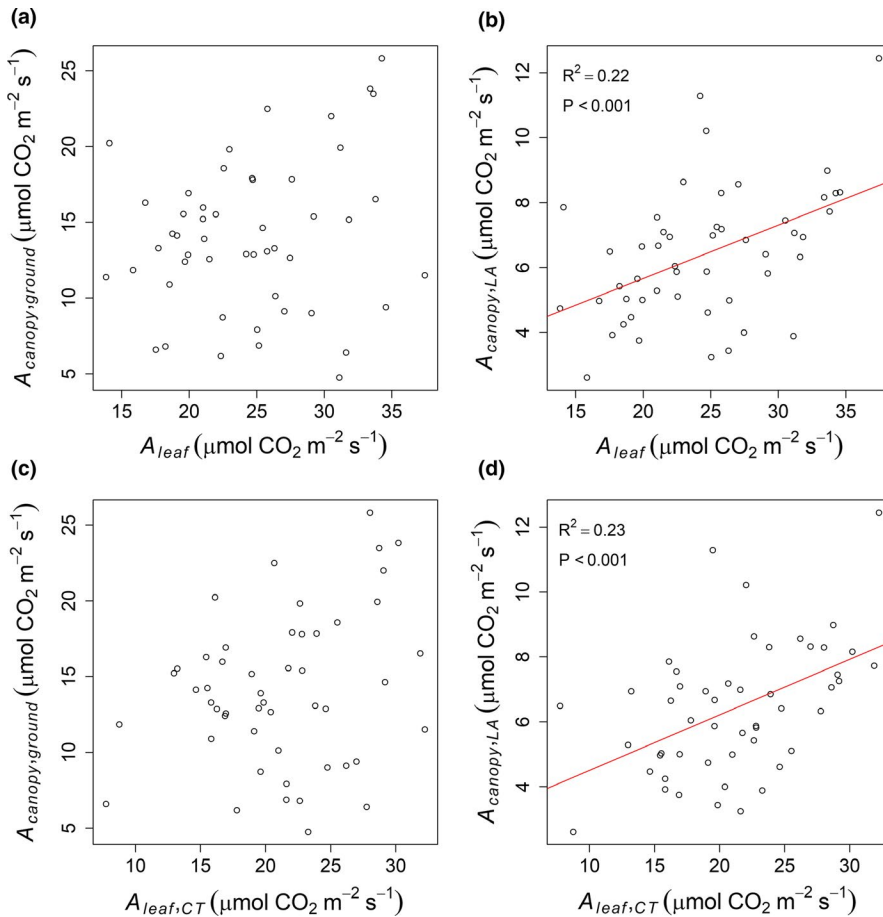 (a)
A_canopy,ground (μmol CO₂ m⁻² s⁻¹)
25
20
15
10
5
15 20 25 30 35
A_leaf (μmol CO₂ m⁻² s⁻¹)
(b)
R² = 0.22
P < 0.001
A_canopy,LA (μmol CO₂ m⁻² s⁻¹)
12
10
8
6
4
15 20 25 30 35
A_leaf (μmol CO₂ m⁻² s⁻¹)
(c)
A_canopy,ground (μmol CO₂ m⁻² s⁻¹)
25
20
15
10
5
10 15 20 25 30
A_leaf,CT (μmol CO₂ m⁻² s⁻¹)
(d)
R² = 0.23
P < 0.001
A_canopy,LA (μmol CO₂ m⁻² s⁻¹)
12
10
8
6
4
10 15 20 25 30
A_leaf,CT (μmol CO₂ m⁻² s⁻¹)